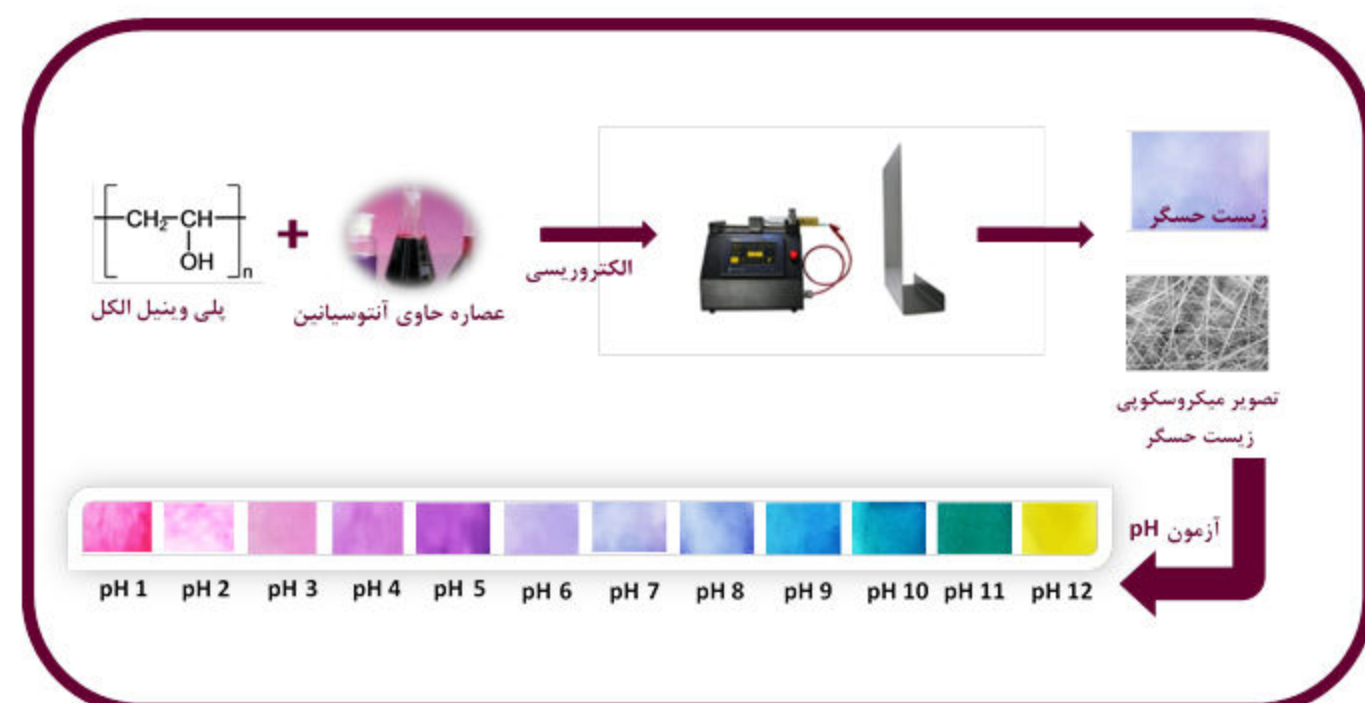 CH₂ CH
OH
n
پلی وینیل الکل
+
عصاره حاوی آنتوسیانین
الکتروریسی
زیست حسگر
تصویر میکروسکوپی
زیست حسگر
آزمون pH
pH 1 pH 2 pH 3 pH 4 pH 5 pH 6 pH 7 pH 8 pH 9 pH 10 pH 11 pH 12